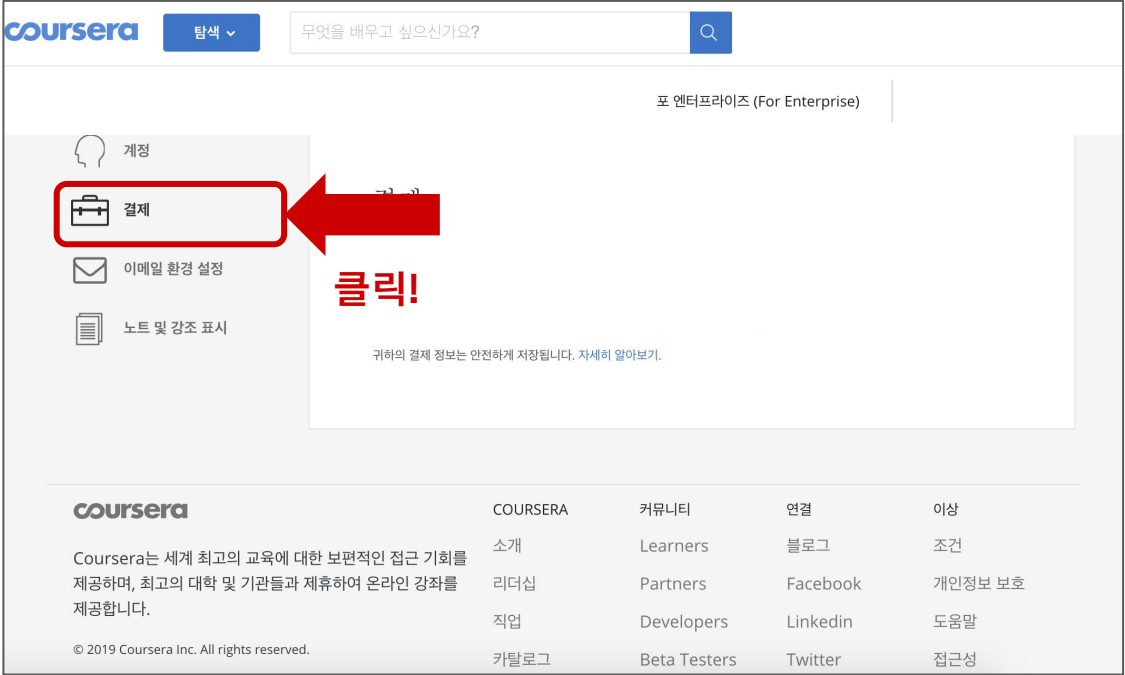 coursera
탐색
무엇을 배우고 싶으신가요?
포 엔터프라이즈 (For Enterprise)
계정
결제
이메일 환경 설정
노트 및 강조 표시
클릭!
귀하의 결제 정보는 안전하게 저장됩니다. 자세히 알아보기.
coursera
Coursera는 세계 최고의 교육에 대한 보편적인 접근 기회를
제공하며, 최고의 대학 및 기관들과 제휴하여 온라인 강좌를
제공합니다.
© 2019 Coursera Inc. All rights reserved.
COURSERA
소개
리더십
직업
카탈로그
커뮤니티
Learners
Partners
Developers
Beta Testers
연결
블로그
Facebook
Linkedin
Twitter
이상
조건
개인정보 보호
도움말
접근성